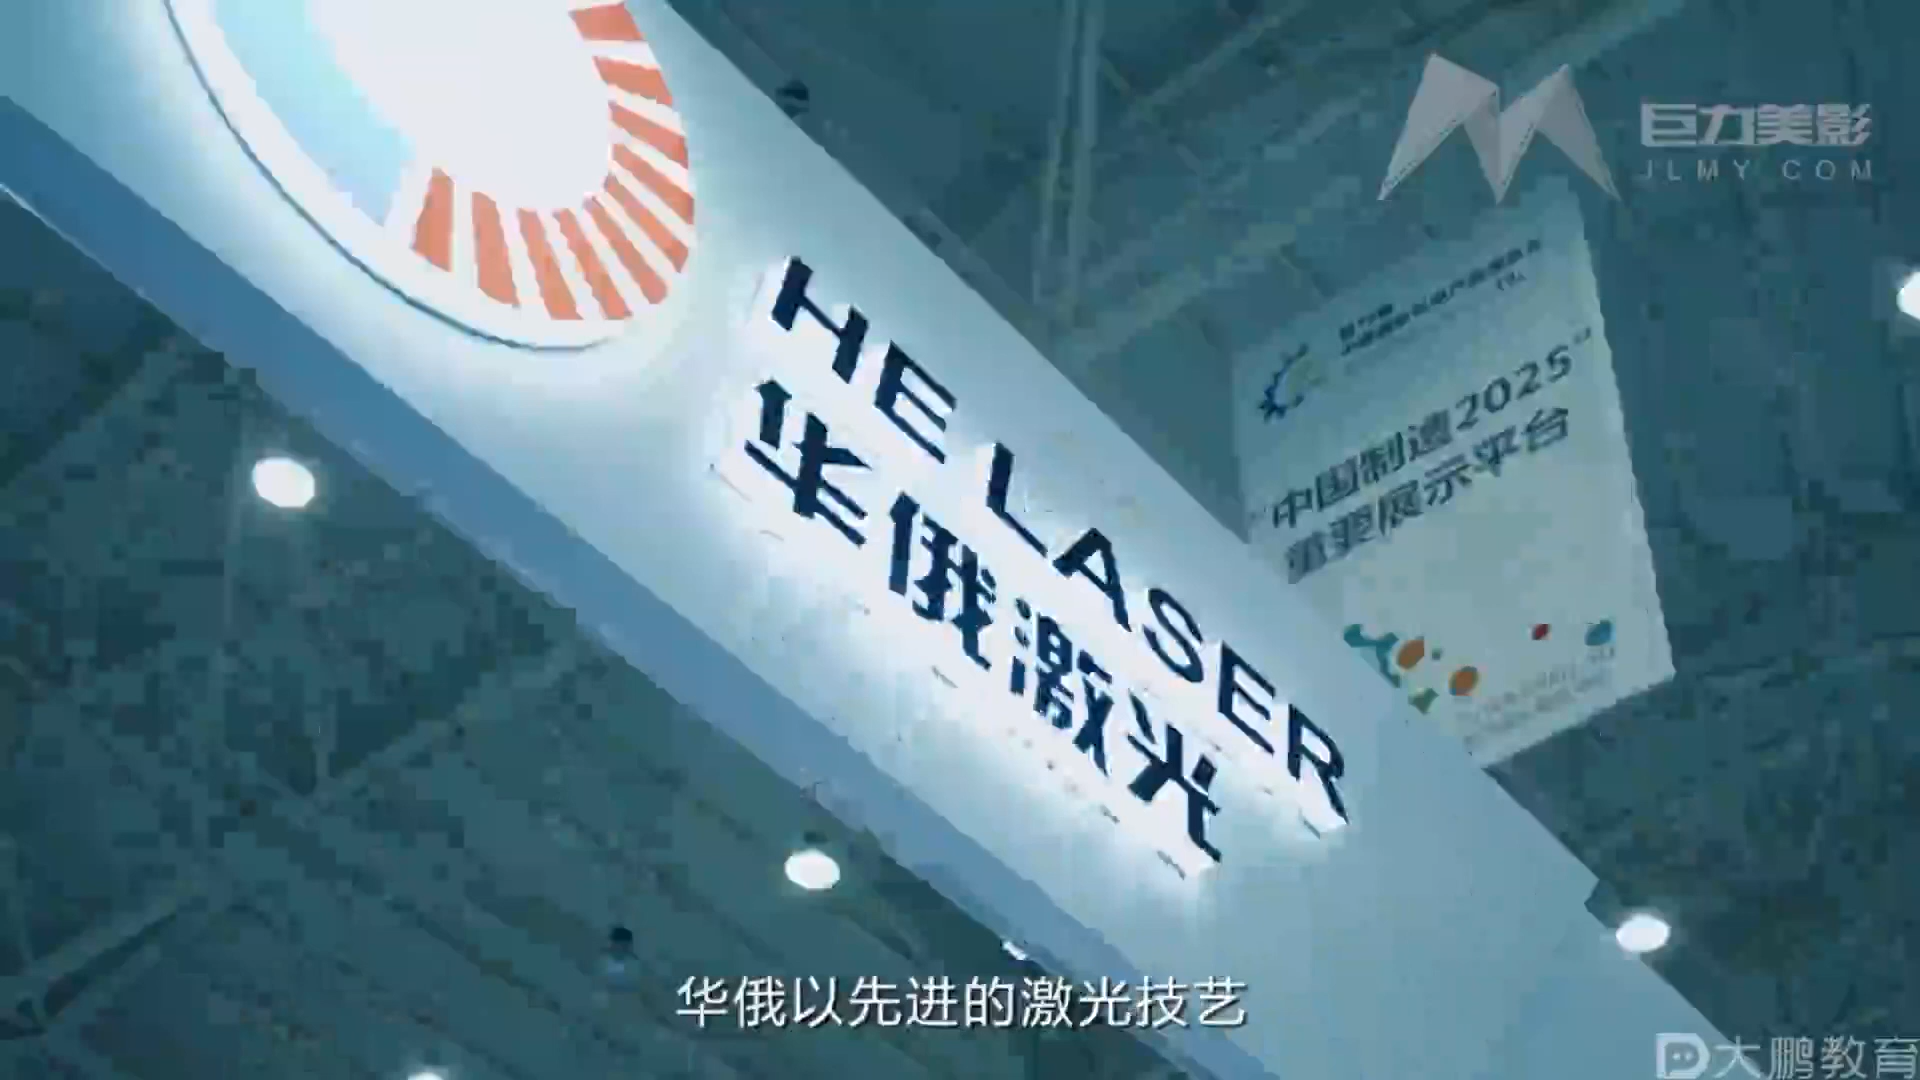 巨力美影
JLMY.COM
HE LASER
华俄激光
"中国制造2025"
重要展示平台
华俄以先进的激光技艺
大鹏教育